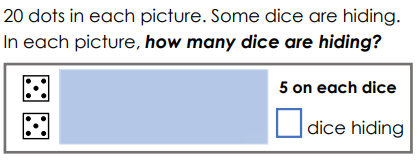 20 dots in each picture. Some dice are hiding.
In each picture, how many dice are hiding?
5 on each dice
dice hiding